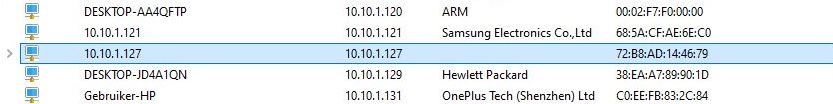 DESKTOP-AA4QFTP 10.10.1.120 ARM 00:02:F7:F0:00:00
10.10.1.121 10.10.1.121 Samsung Electronics Co.,Ltd 68:5A:CF:AE:6E:C0
10.10.1.127 10.10.1.127 72:B8:AD:14:46:79
DESKTOP-JD4A1QN 10.10.1.129 Hewlett Packard 38:EA:A7:89:90:1D
Gebruiker-HP 10.10.1.131 OnePlus Tech (Shenzhen) Ltd C0:EE:FB:83:2C:84